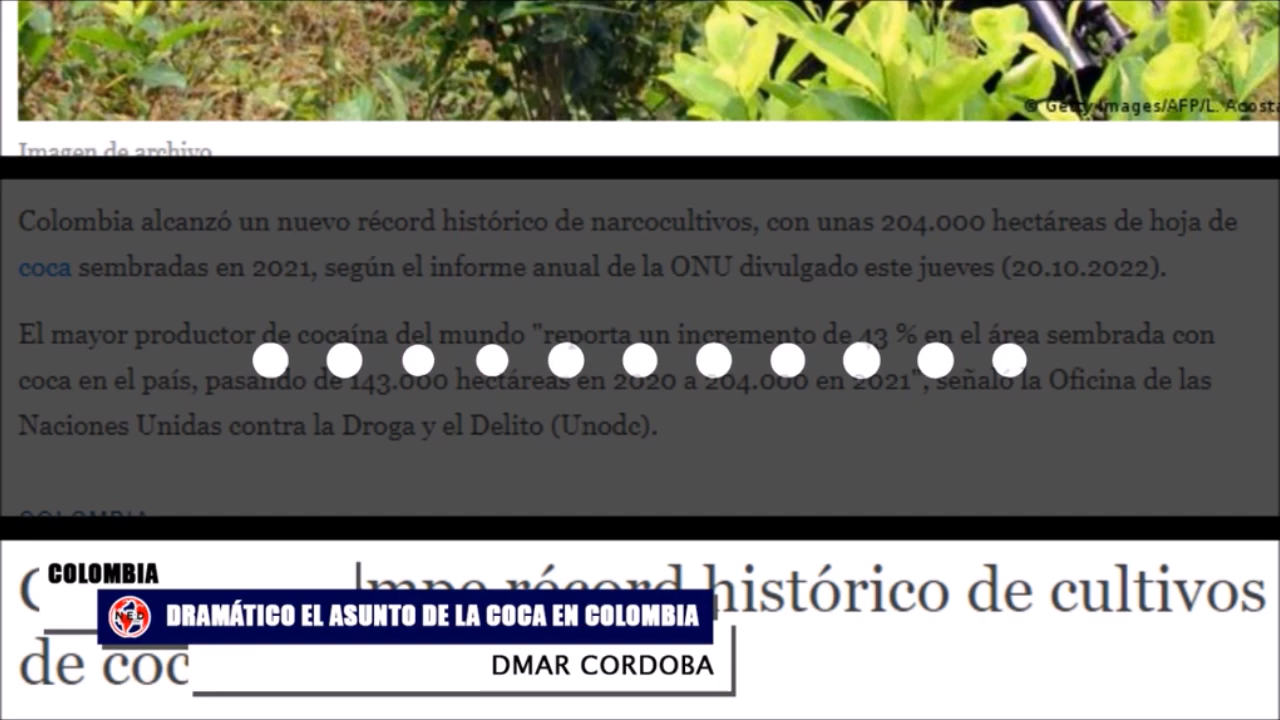 © Getty Images/AFP/L. Acosta
Imagen de archivo
Colombia alcanzó un nuevo récord histórico de narcocultivos, con unas 204.000 hectáreas de hoja de
coca sembradas en 2021, según el informe anual de la ONU divulgado este jueves (20.10.2022).
El mayor productor de cocaína del mundo "reporta un incremento de 43 % en el área sembrada con
coca en el país, pasando de 143.000 hectáreas en 2020 a 204.000 en 2021", señaló la Oficina de las
Naciones Unidas contra la Droga y el Delito (Unodc).
COLOMBIA
COLOMBIA
récord histórico de cultivos
DRAMÁTICO EL ASUNTO DE LA COCA EN COLOMBIA
de coc
DMAR CORDOBA